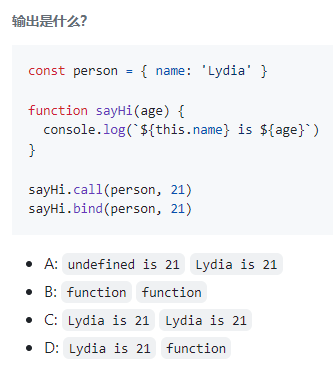 输出是什么？
const person = { name: 'Lydia' }
function sayHi(age) {
  console.log(`${this.name} is ${age}`)
}
sayHi.call(person, 21)
sayHi.bind(person, 21)
• A: undefined is 21 Lydia is 21
• B: function function
• C: Lydia is 21 Lydia is 21
• D: Lydia is 21 function